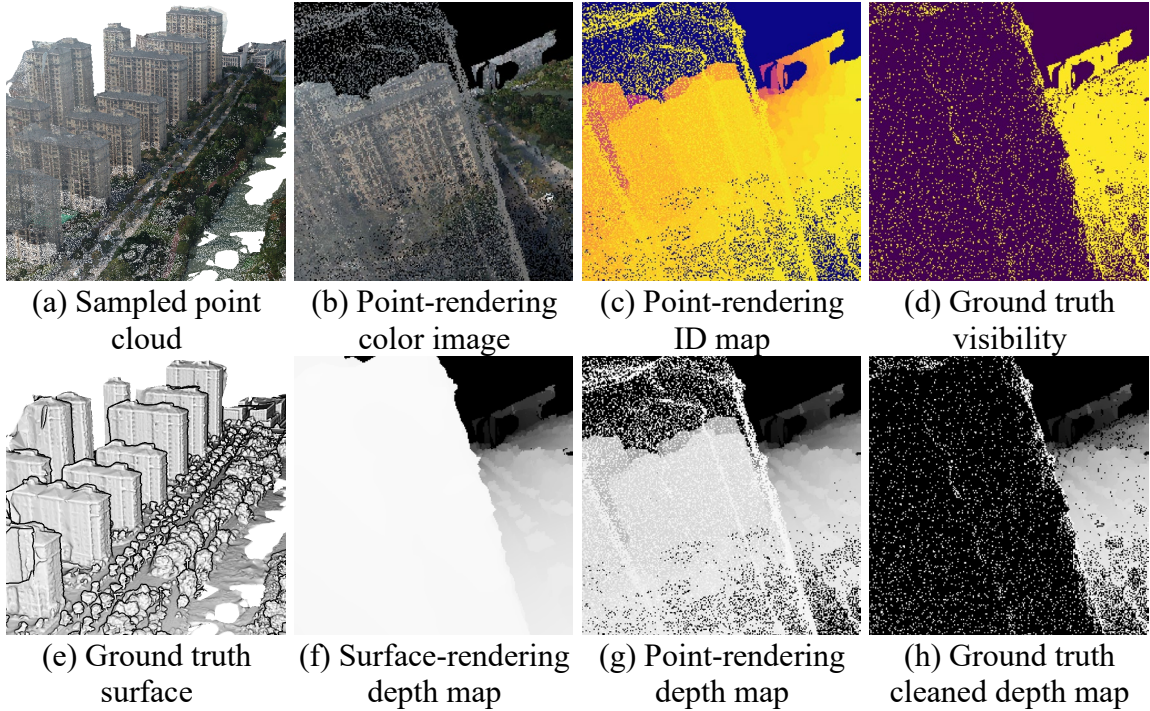 (a) Sampled point
cloud
(b) Point-rendering
color image
(c) Point-rendering
ID map
(d) Ground truth
visibility
(e) Ground truth
surface
(f) Surface-rendering
depth map
(g) Point-rendering
depth map
(h) Ground truth
cleaned depth map